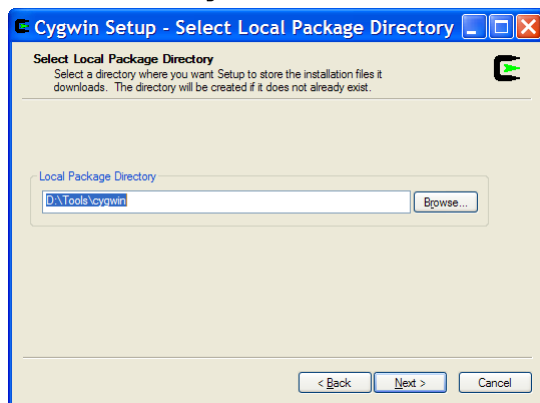 Cygwin Setup - Select Local Package Directory
Select Local Package Directory
Select a directory where you want Setup to store the installation files it
downloads. The directory will be created if it does not already exist.
Local Package Directory
D:\Tools\cygwin
Browse...
< Back
Next >
Cancel